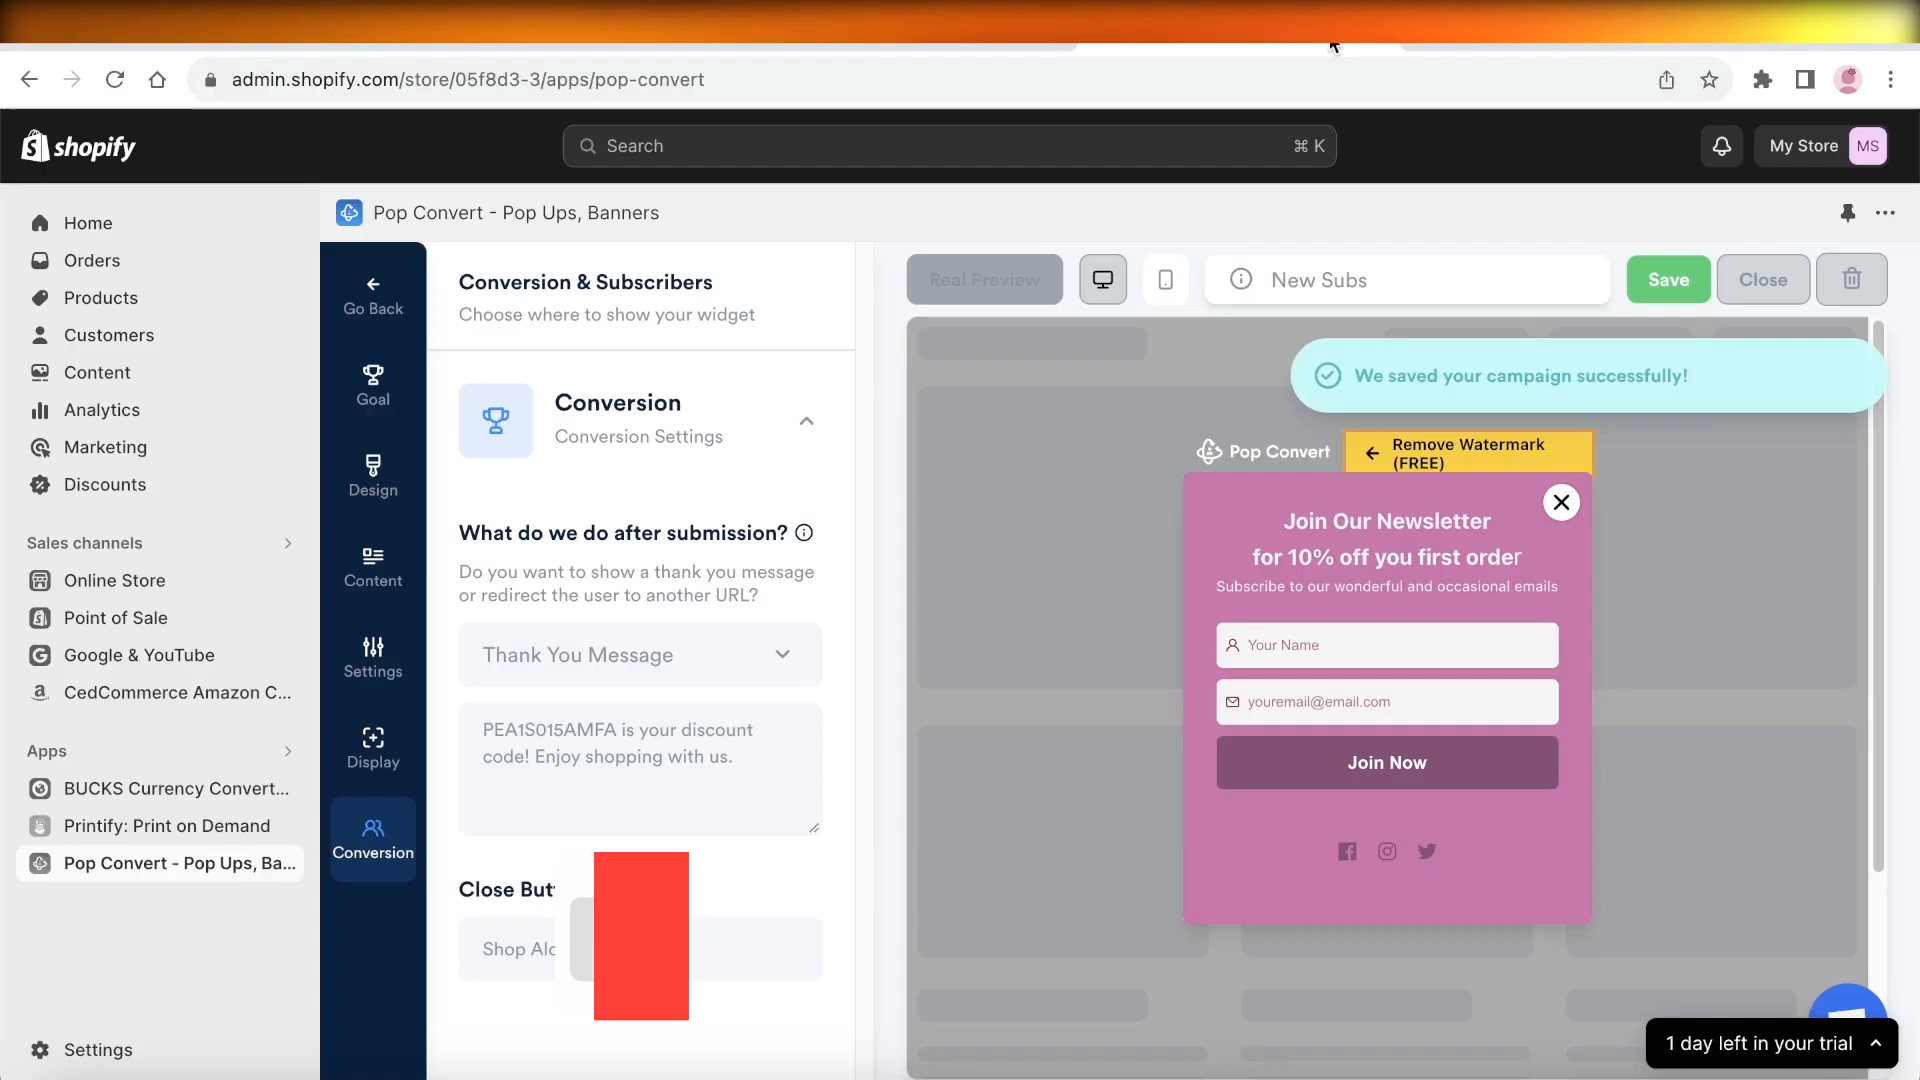 admin.shopify.com/store/05f8d3-3/apps/pop-convert
shopify
Search
⌘ K
My Store
MS
Home
Orders
Products
Customers
Content
Analytics
Marketing
Discounts
Sales channels
Online Store
Point of Sale
Google & YouTube
CedCommerce Amazon C...
Apps
BUCKS Currency Convert...
Printify: Print on Demand
Pop Convert - Pop Ups, Ba...
Settings
Pop Convert - Pop Ups, Banners
Go Back
Goal
Design
Content
Settings
Display
Conversion
Conversion & Subscribers
Choose where to show your widget
Conversion
Conversion Settings
What do we do after submission?
Do you want to show a thank you message
or redirect the user to another URL?
Thank You Message
PEA1S015AMFA is your discount
code! Enjoy shopping with us.
Close
Shop
Real Preview
New Subs
Save
Close
We saved your campaign successfully!
Pop Convert
Remove Watermark
(FREE)
Join Our Newsletter
for 10% off you first order
Subscribe to our wonderful and occasional emails
Your Name
youremail@email.com
Join Now
1 day left in your trial